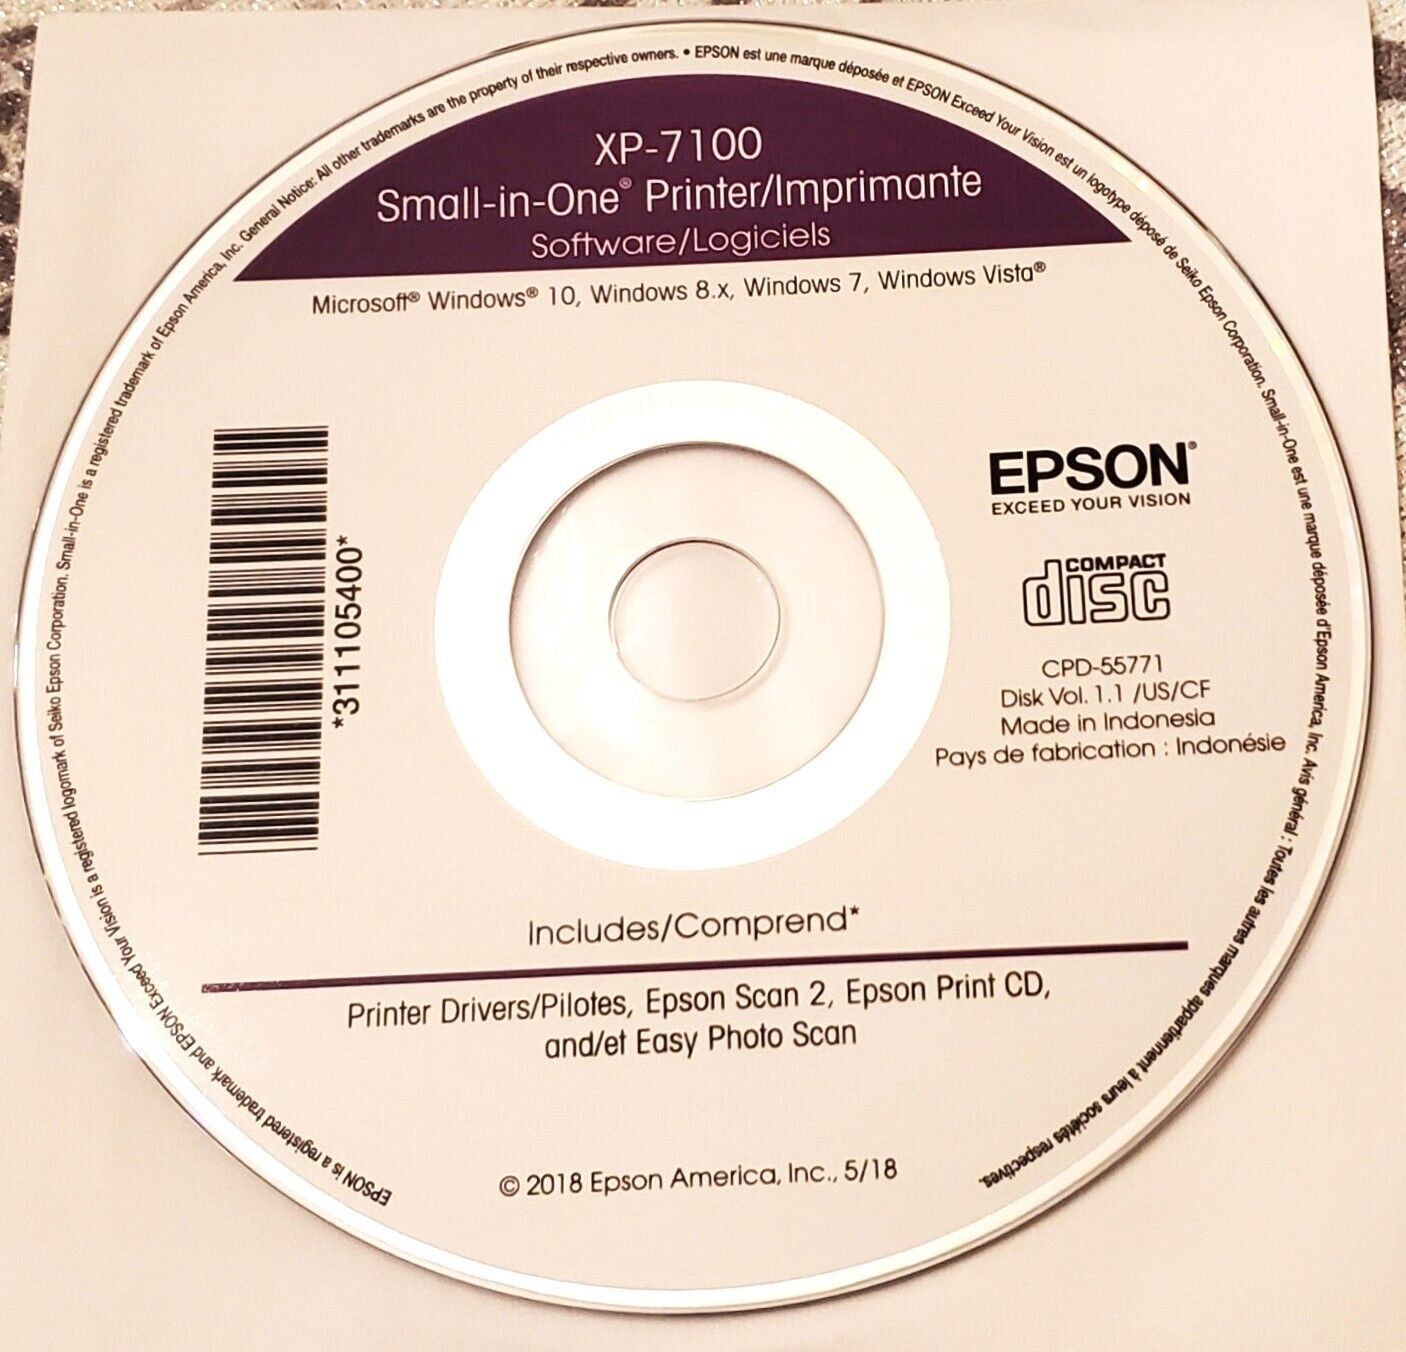 EPSON is a registered trademark and EPSON Exceed Your Vision is a registered logomark of Seiko Epson Corporation. Small-in-One is a registered trademark of Epson America, Inc. General Notice: All other trademarks are the property of their respective owners. • EPSON est une marque déposée et EPSON Exceed Your Vision est un logotype déposé de Seiko Epson Corporation. Small-in-One est une marque déposée d'Epson America, Inc. Avis général : Toutes les autres marques appartiennent à leurs sociétés respectives.
XP-7100
Small-in-One® Printer/Imprimante
Software/Logiciels
Microsoft® Windows® 10, Windows 8.x, Windows 7, Windows Vista®
*3111105400*
EPSON®
EXCEED YOUR VISION
COMPACT
disc
CPD-55771
Disk Vol. 1.1 /US/CF
Made in Indonesia
Pays de fabrication : Indonésie
Includes/Comprend*
Printer Drivers/Pilotes, Epson Scan 2, Epson Print CD,
and/et Easy Photo Scan
© 2018 Epson America, Inc., 5/18